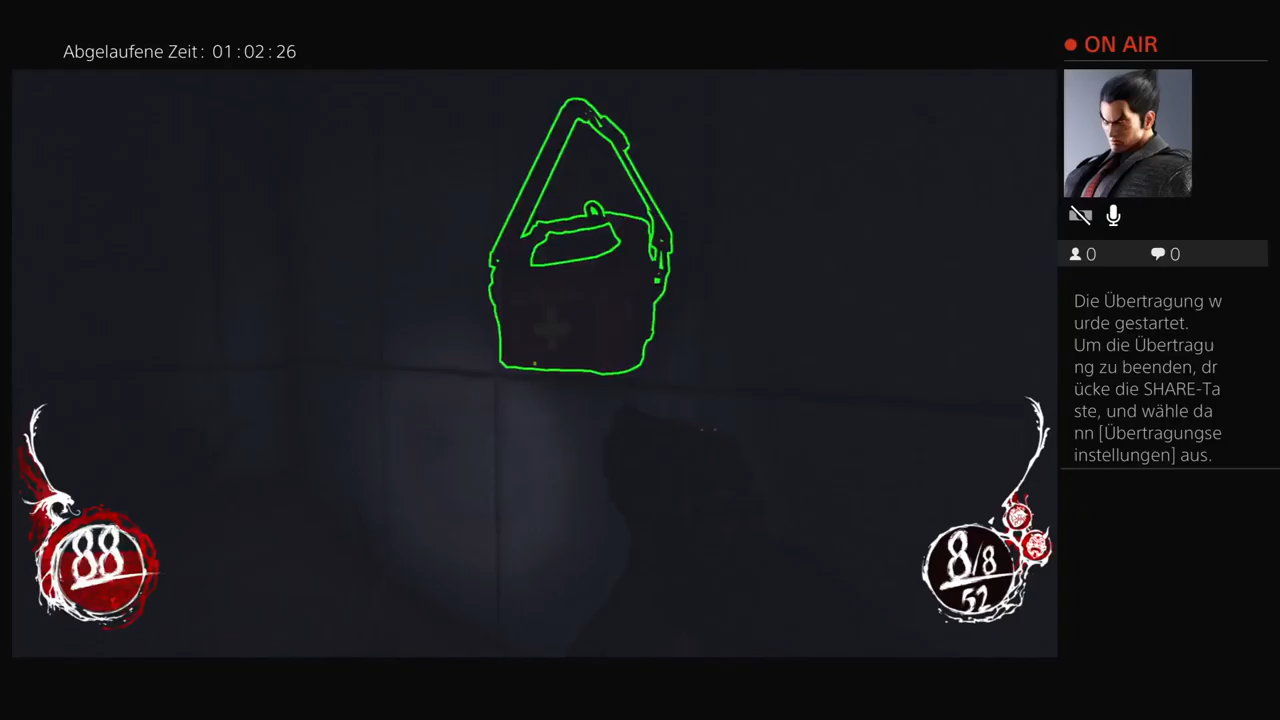 Abgelaufene Zeit: 01:02:26
ON AIR
0
0
Die Übertragung w
urde gestartet.
Um die Übertragu
ng zu beenden, dr
ücke die SHARE-Ta
ste, und wähle da
nn [Übertragungse
instellungen] aus.
88
8/8
52